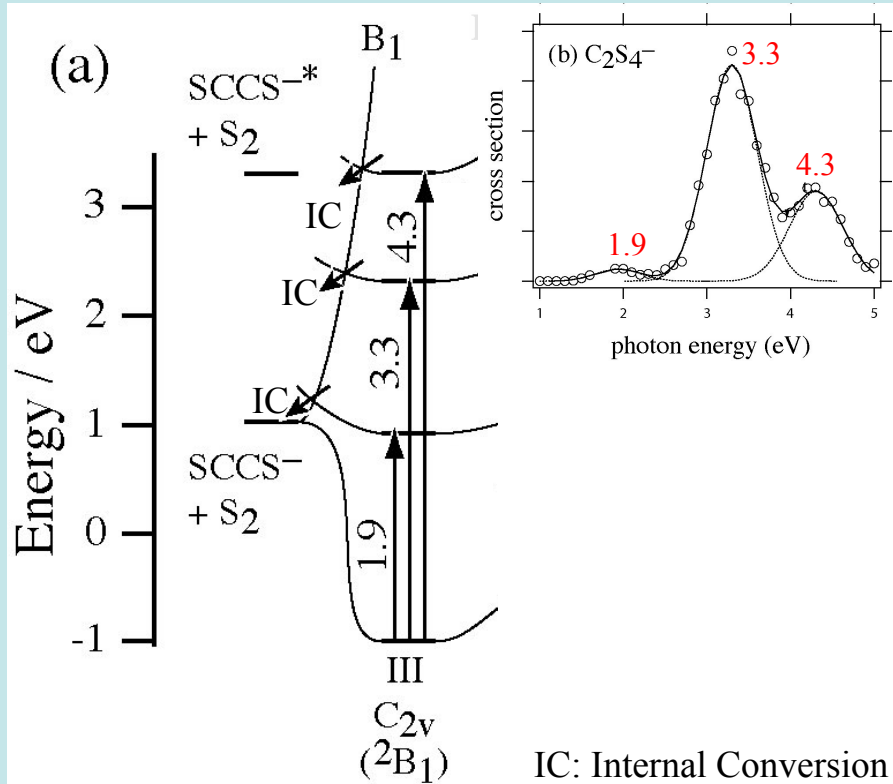 (a)
B1
SCCS–*
+ S2
3
2
1
0
-1
Energy / eV
IC
IC
IC
4.3
3.3
1.9
SCCS–
+ S2
III
C2v
(2B1)
(b) C2S4–
3.3
4.3
1.9
cross section
1 2 3 4 5
photon energy (eV)
IC: Internal Conversion